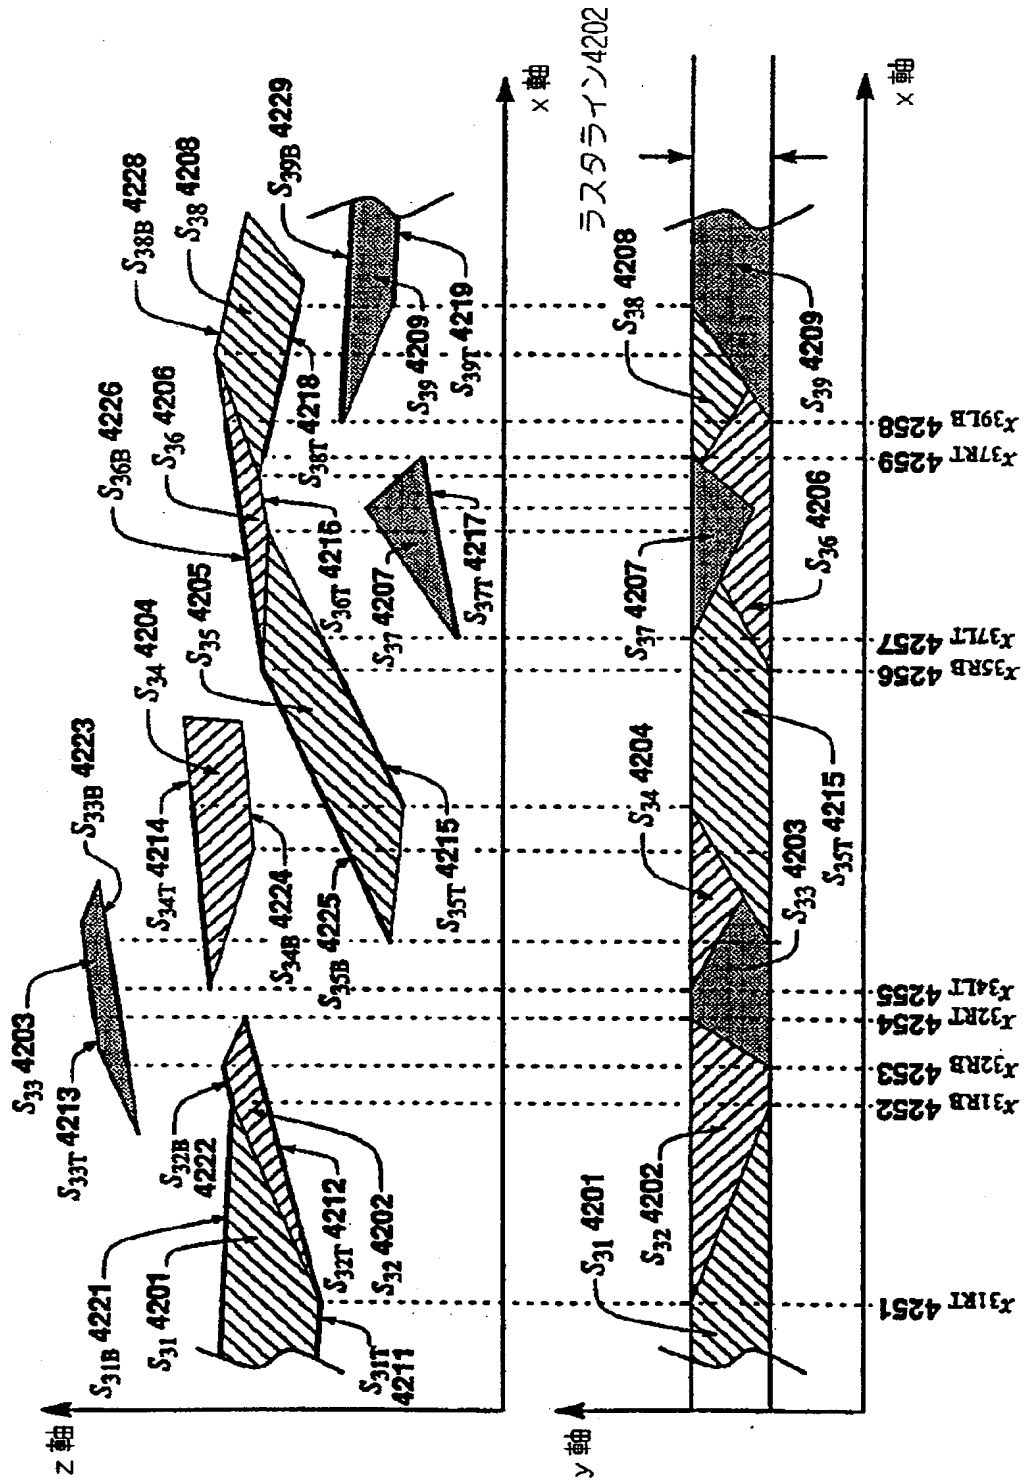 z軸
S31B 4221
S31 4201
S31T 4211
S32B 4222
S32T 4212
S32 4202
S33 4203
S33T 4213
S33B 4223
S34T 4214
S34 4204
S34B 4224
S35B 4225
S35 4205
S35T 4215
S36B 4226
S36 4206
S36T 4216
S37 4207
S37T 4217
S38B 4228
S38 4208
S38T 4218
S39B 4229
S39 4209
S39T 4219
x軸
y軸
ラスタライン4202
S31 4201
S32 4202
S33 4203
S34 4204
S35T 4215
S36 4206
S37 4207
S38 4208
S39 4209
x軸
4251 x31RT
4252 x31RB
4253 x32RB
4254 x32RT
4255 x34LT
4256 x35RB
4257 x37LT
4259 x37RT
4258 x39LB